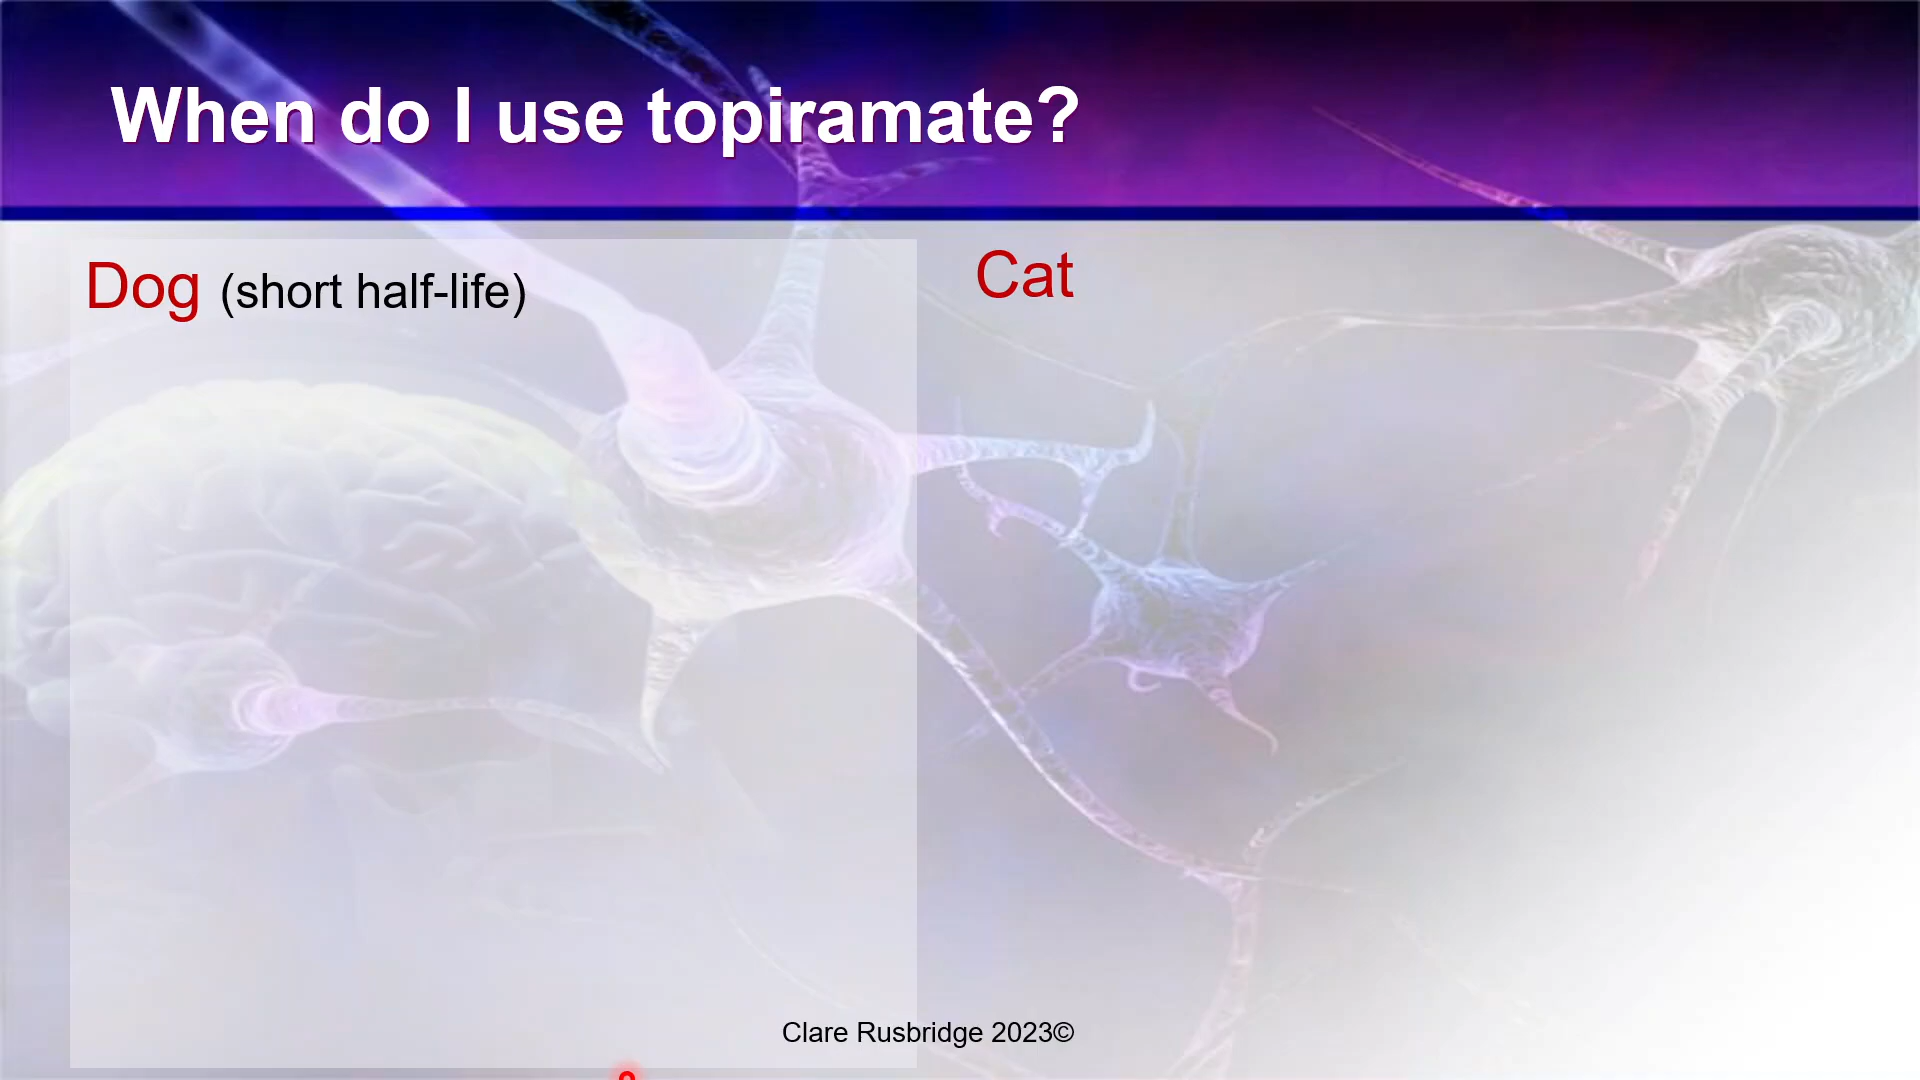 When do I use topiramate?
Dog (short half-life)
Cat
Clare Rusbridge 2023©